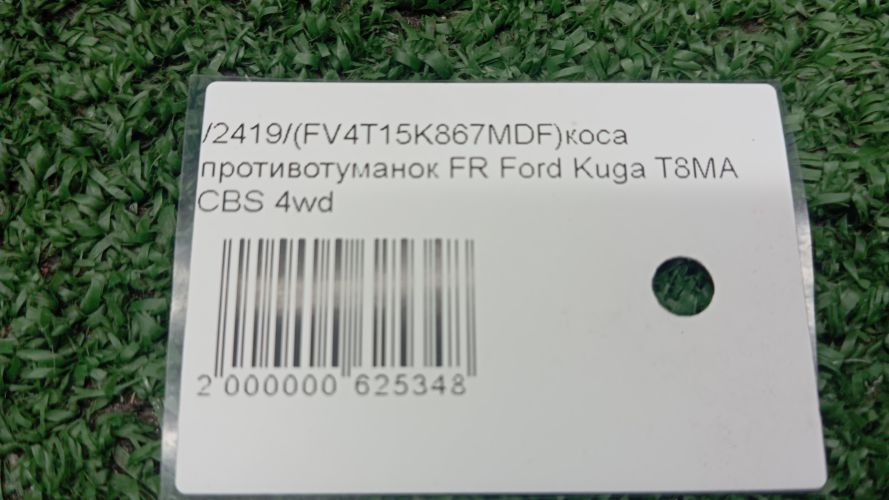 /2419/(FV4T15K867MDF)коса
противотуманок FR Ford Kuga T8MA
CBS 4wd
2 000000 625348